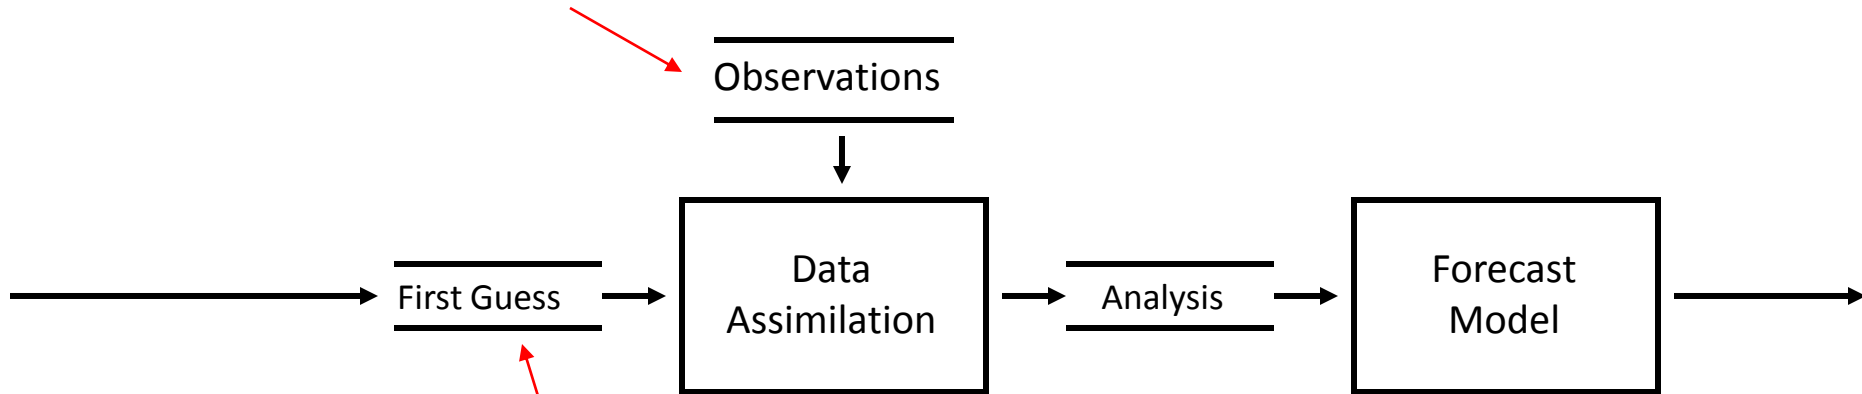 Observations
First Guess
Data
Assimilation
Analysis
Forecast
Model